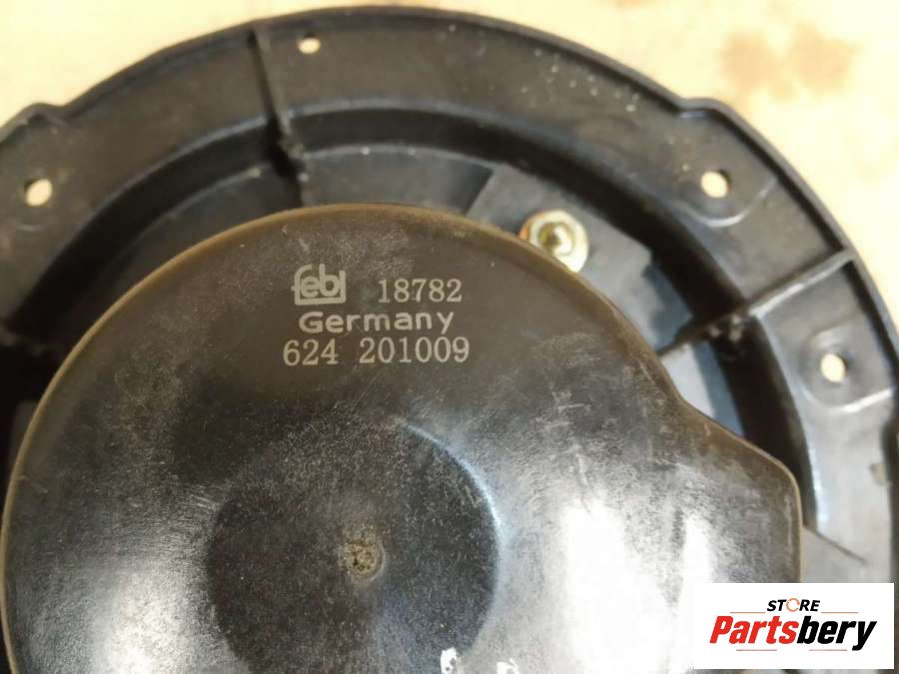 febi 18782
Germany
624 201009
STORE
Partsbery